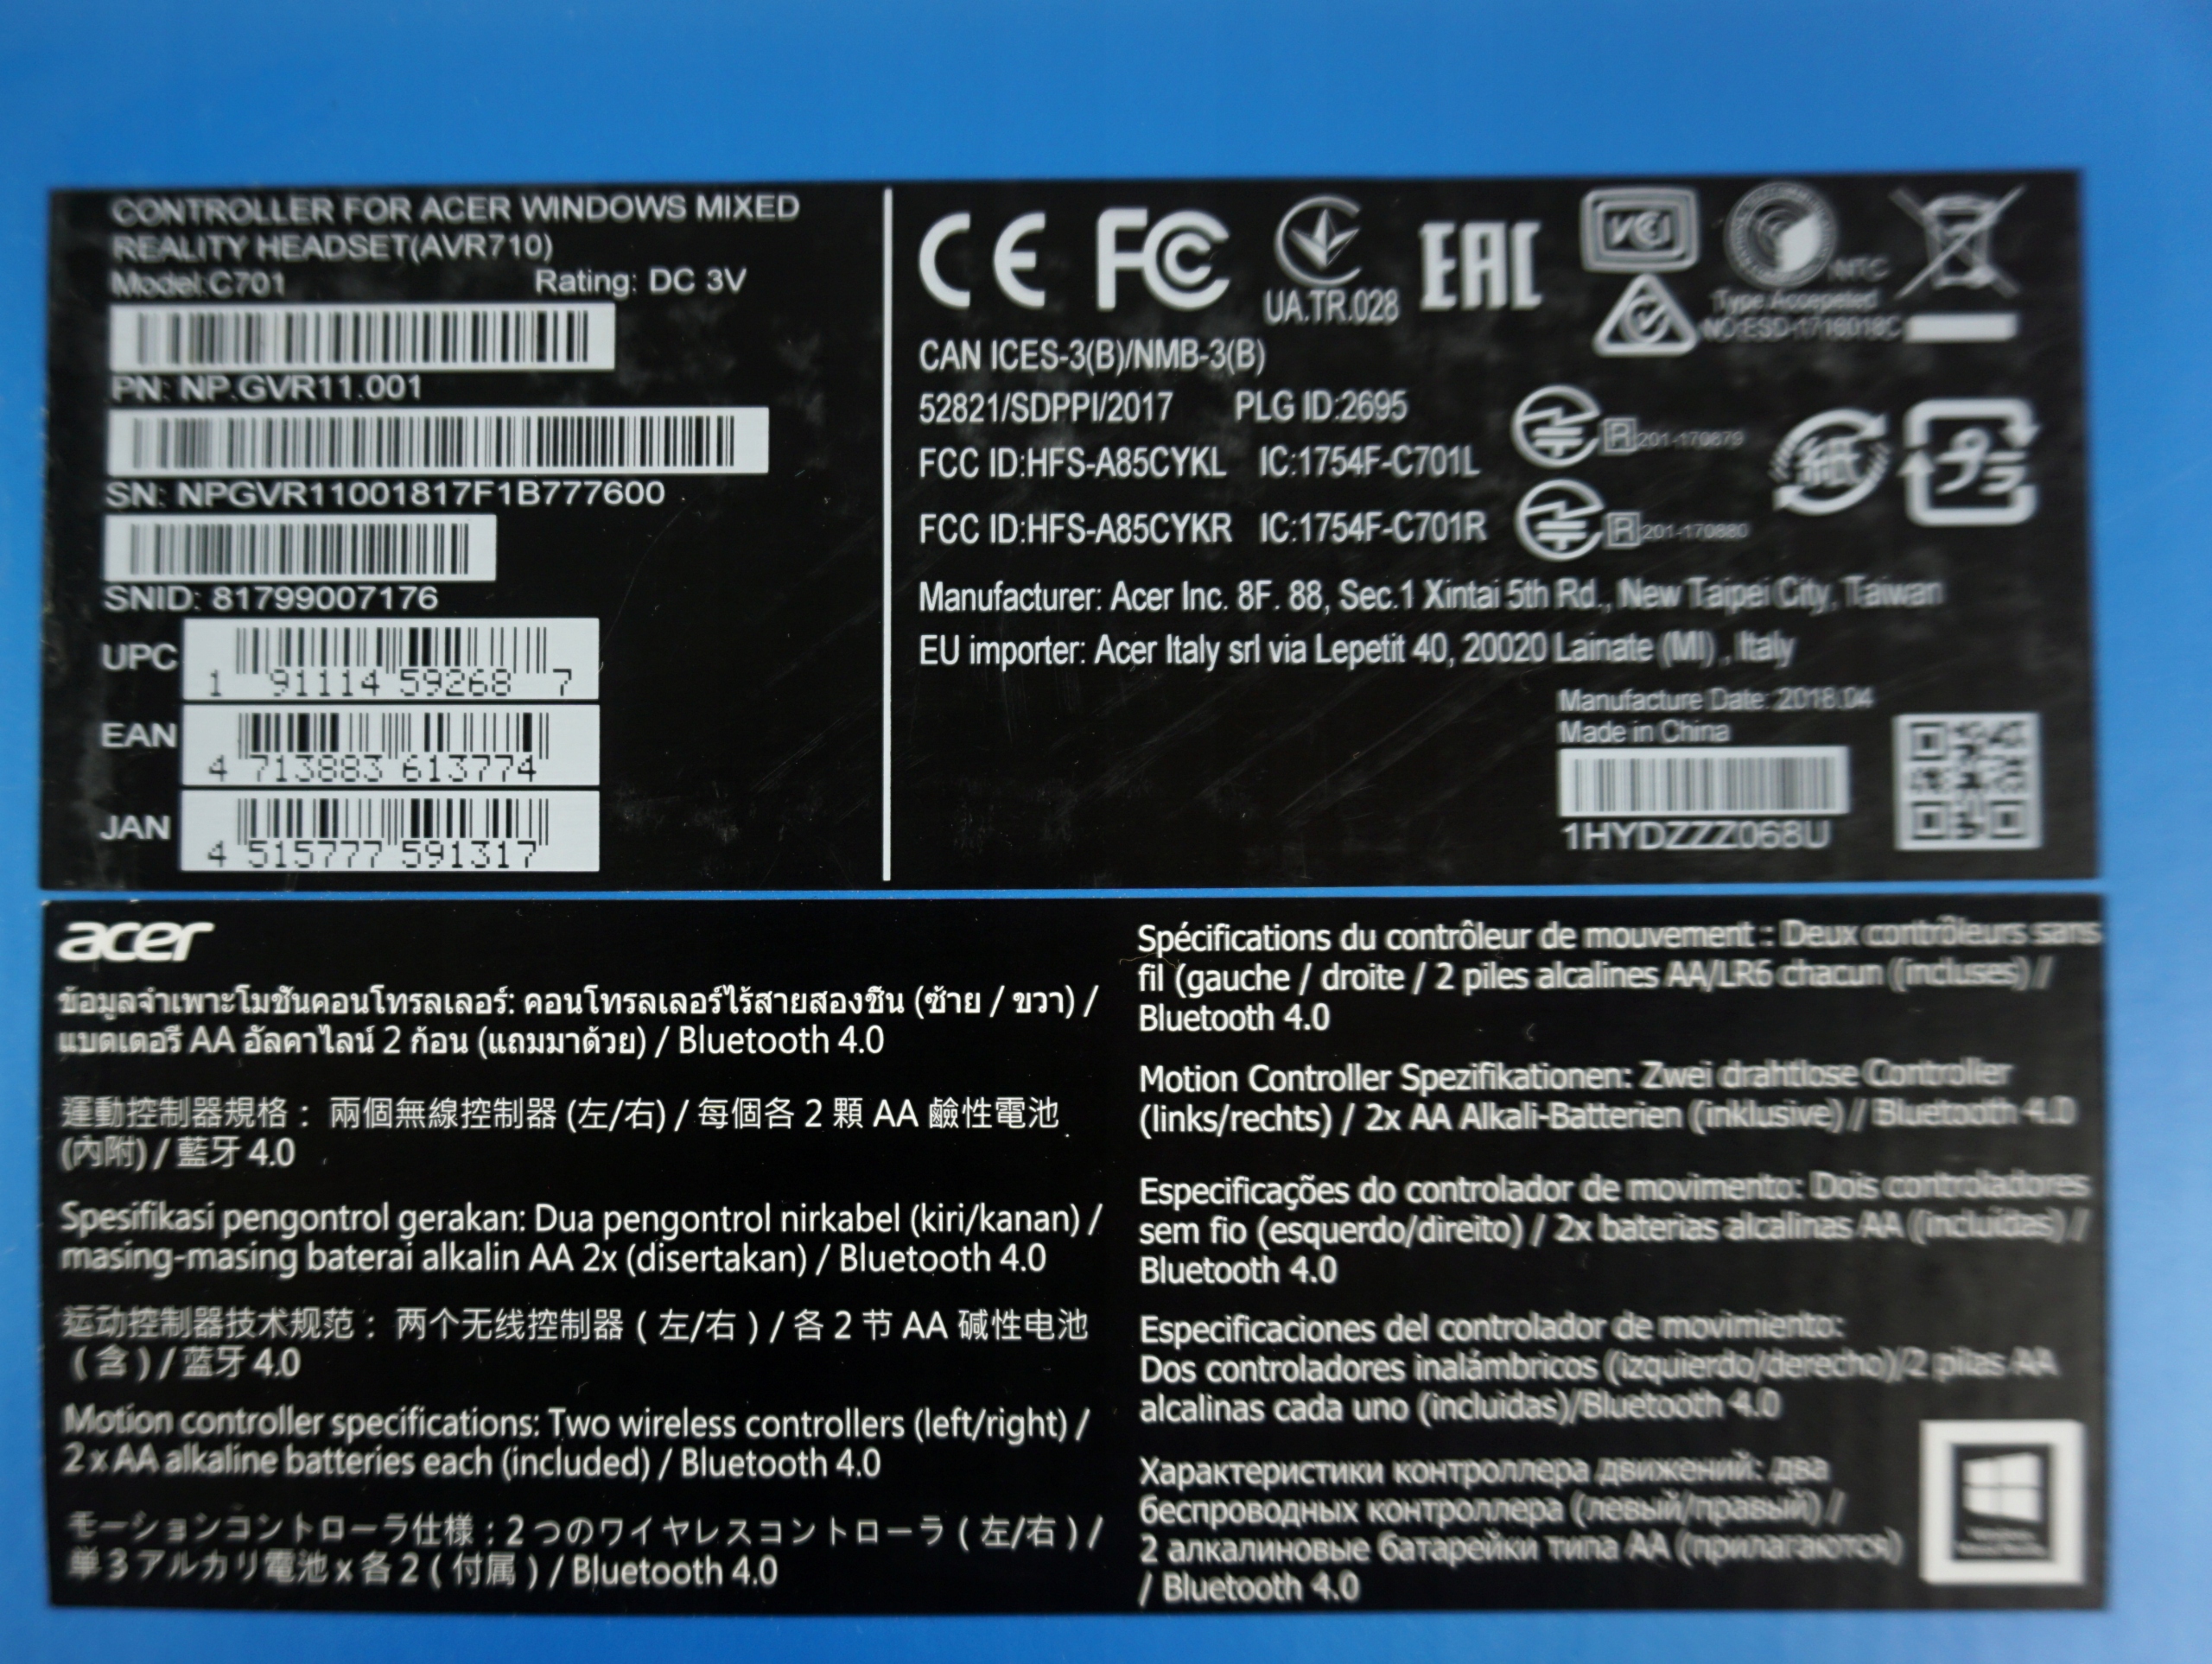 CONTROLLER FOR ACER WINDOWS MIXED
REALITY HEADSET(AVR710)
Model:C701 Rating: DC 3V
PN: NP.GVR11.001
SN: NPGVR11001817F1B777600
SNID: 81799007176
UPC 1 91114 59268 7
EAN 4 713883 613774
JAN 4 515777 591317
CE FC UA.TR.028 EAC VCI NTC
Type Accepeted
NO:ESD-1716018C
CAN ICES-3(B)/NMB-3(B)
52821/SDPPI/2017 PLG ID:2695
FCC ID:HFS-A85CYKL IC:1754F-C701L R 201-170879 紙 プラ
FCC ID:HFS-A85CYKR IC:1754F-C701R R 201-170880
Manufacturer: Acer Inc. 8F. 88, Sec.1 Xintai 5th Rd., New Taipei City, Taiwan
EU importer: Acer Italy srl via Lepetit 40, 20020 Lainate (MI) , Italy
Manufacture Date: 2018.04
Made in China
1HYDZZZ068U
acer
ข้อมูลจำเพาะโมชันคอนโทรลเลอร์: คอนโทรลเลอร์ไร้สายสองชิ้น (ซ้าย / ขวา) /
แบตเตอรี่ AA อัลคาไลน์ 2 ก้อน (แถมมาด้วย) / Bluetooth 4.0
運動控制器規格： 兩個無線控制器 (左/右) / 每個各 2 顆 AA 鹼性電池
(內附) / 藍牙 4.0
Spesifikasi pengontrol gerakan: Dua pengontrol nirkabel (kiri/kanan) /
masing-masing baterai alkalin AA 2x (disertakan) / Bluetooth 4.0
运动控制器技术规范： 两个无线控制器 ( 左/右 ) / 各 2 节 AA 碱性电池
( 含 ) / 蓝牙 4.0
Motion controller specifications: Two wireless controllers (left/right) /
2 x AA alkaline batteries each (included) / Bluetooth 4.0
モーションコントローラ仕様：2 つのワイヤレスコントローラ ( 左/右 ) /
単 3 アルカリ電池 x 各 2 ( 付属 ) / Bluetooth 4.0
Spécifications du contrôleur de mouvement : Deux contrôleurs sans
fil (gauche / droite / 2 piles alcalines AA/LR6 chacun (incluses) /
Bluetooth 4.0
Motion Controller Spezifikationen: Zwei drahtlose Controller
(links/rechts) / 2x AA Alkali-Batterien (inklusive) / Bluetooth 4.0
Especificações do controlador de movimento: Dois controladores
sem fio (esquerdo/direito) / 2x baterias alcalinas AA (incluídas) /
Bluetooth 4.0
Especificaciones del controlador de movimiento:
Dos controladores inalámbricos (izquierdo/derecho)/2 pilas AA
alcalinas cada uno (incluidas)/Bluetooth 4.0
Характеристики контроллера движений: два
беспроводных контроллера (левый/правый) /
2 алкалиновые батарейки типа AA (прилагаются)
/ Bluetooth 4.0